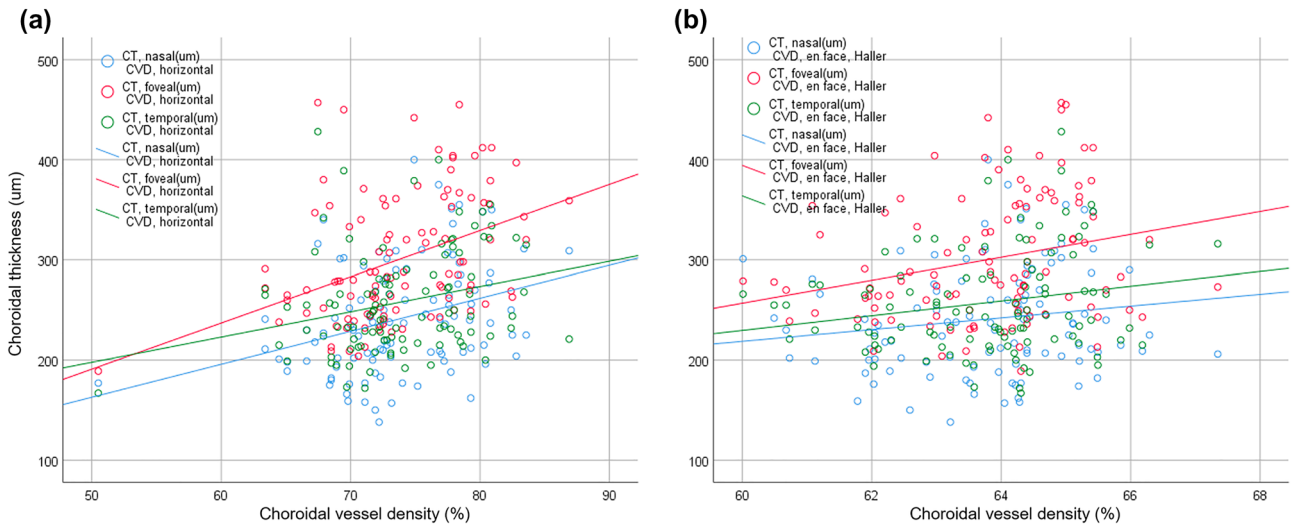 (a)
500
400
300
200
100
Choroidal thickness (um)
CT, nasal(um)
CVD, horizontal
CT, foveal(um)
CVD, horizontal
CT, temporal(um)
CVD, horizontal
CT, nasal(um)
CVD, horizontal
CT, foveal(um)
CVD, horizontal
CT, temporal(um)
CVD, horizontal
50 60 70 80 90
Choroidal vessel density (%)
(b)
500
400
300
200
100
CT, nasal(um)
CVD, en face, Haller
CT, foveal(um)
CVD, en face, Haller
CT, temporal(um)
CVD, en face, Haller
CT, nasal(um)
CVD, en face, Haller
CT, foveal(um)
CVD, en face, Haller
CT, temporal(um)
CVD, en face, Haller
60 62 64 66 68
Choroidal vessel density (%)